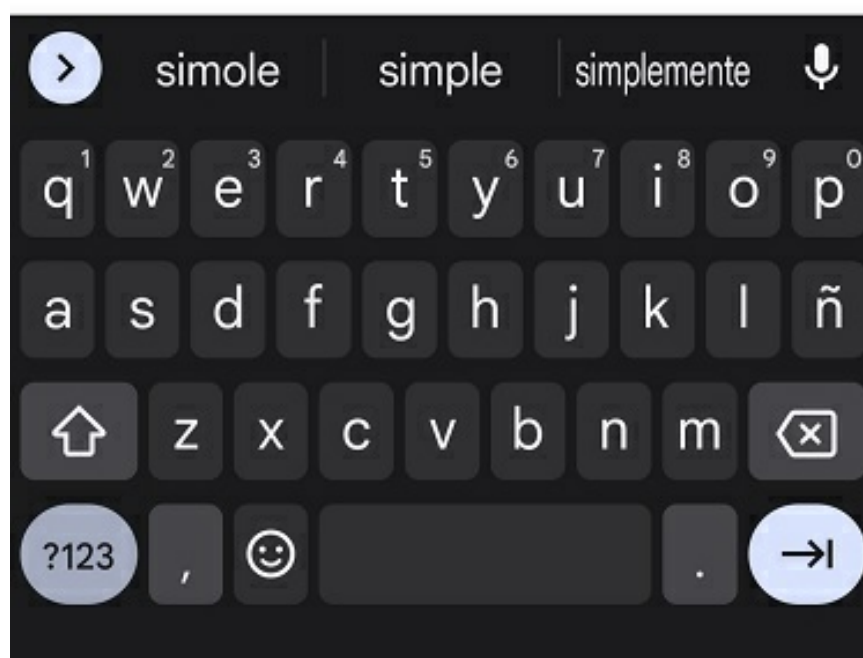 simole simple simplemente
q1 w2 e3 r4 t5 y6 u7 i8 o9 p0
a s d f g h j k l ñ
z x c v b n m
?123 , .